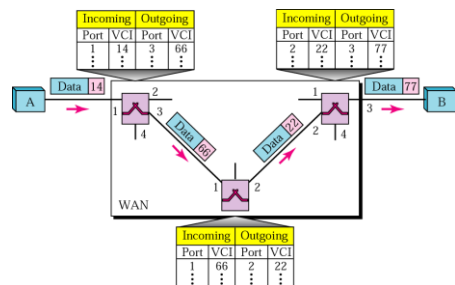 Incoming Outgoing
Port VCI Port VCI
1 14 3 66
Incoming Outgoing
Port VCI Port VCI
2 22 3 77
A
Data 14
2
1
3
4
Data 66
Data 22
2
1
3
4
Data 77
B
1
2
WAN
Incoming Outgoing
Port VCI Port VCI
1 66 2 22